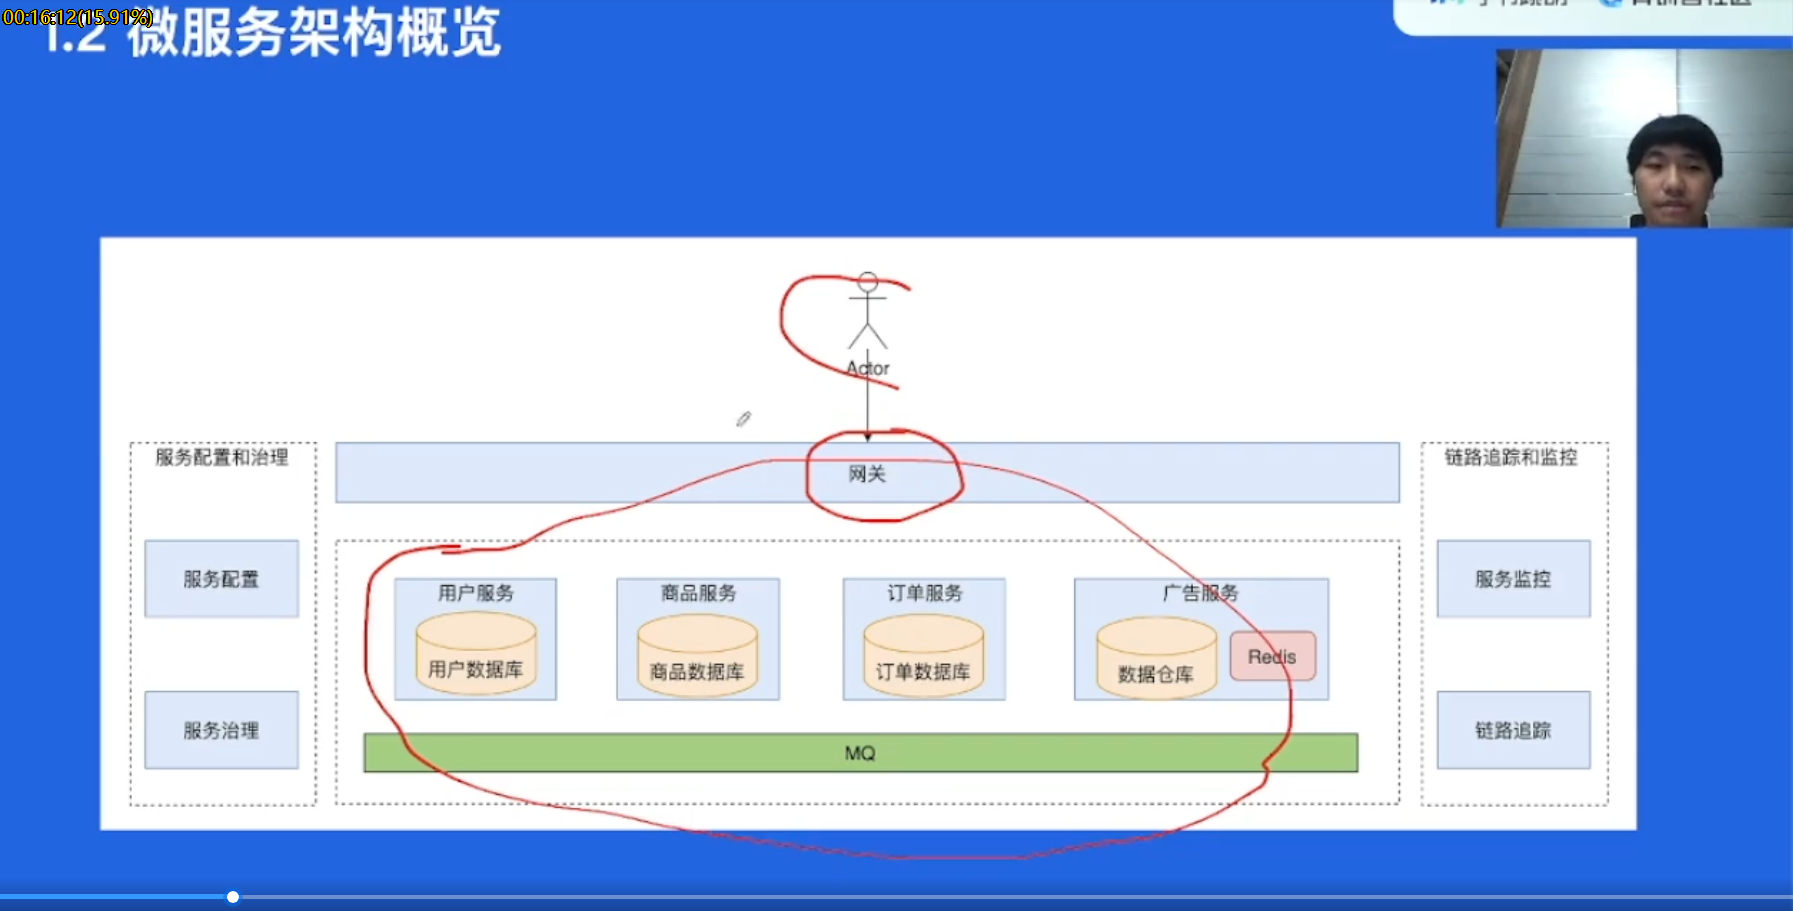 00:16:12(15.91%)
1.2 微服务架构概览
Actor
服务配置和治理
网关
链路追踪和监控
服务配置
用户服务
商品服务
订单服务
广告服务
服务监控
用户数据库
商品数据库
订单数据库
数据仓库
Redis
服务治理
MQ
链路追踪